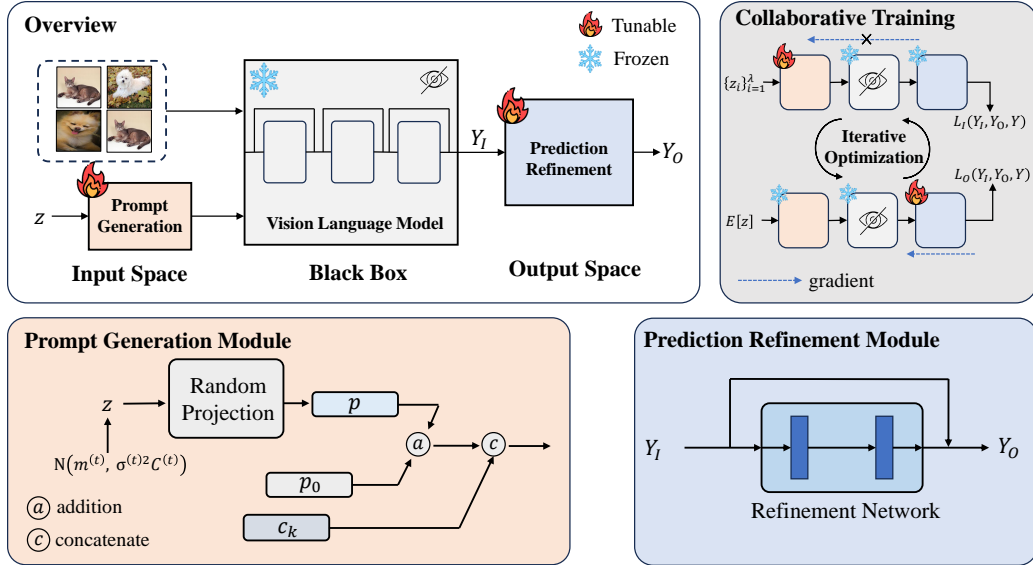 Overview
Tunable
Frozen
Y_I
Prediction
Refinement
Y_O
z
Prompt
Generation
Vision Language Model
Input Space
Black Box
Output Space
Collaborative Training
{z_i}_{i=1}^λ
L_I(Y_I, Y_O, Y)
Iterative
Optimization
L_O(Y_I, Y_O, Y)
E[z]
gradient
Prompt Generation Module
Random
Projection
z
p
N(m^(t), σ^(t)2 C^(t))
a
c
p_0
a addition
c_k
c concatenate
Prediction Refinement Module
Y_I
Y_O
Refinement Network